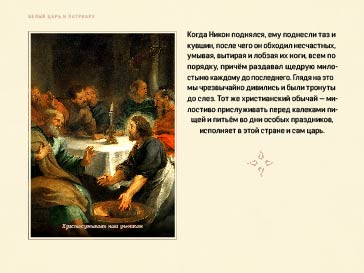 БЕЛЫЙ ЦАРЬ И ПАТРИАРХ
Когда Никон поднялся, ему поднесли таз и
кувшин, после чего он обходил несчастных,
умывая, вытирая и лобзая их ноги, всем по
порядку, причём раздавал щедрую мило-
стыню каждому до последнего. Глядя на это
мы чрезвычайно дивились и были тронуты
до слез. Тот же христианский обычай — ми-
лостиво прислуживать перед калеками пи-
щей и питьём во дни особых праздников,
исполняет в этой стране и сам царь.
Христос умывает ноги ученикам